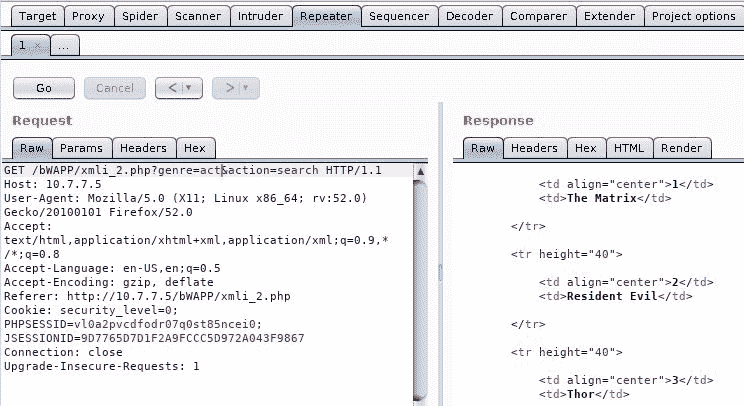 Target Proxy Spider Scanner Intruder Repeater Sequencer Decoder Comparer Extender Project options
1 × ...
Go Cancel < ▼ > ▼
Request
Raw Params Headers Hex
GET /bWAPP/xmli_2.php?genre=act&action=search HTTP/1.1
Host: 10.7.7.5
User-Agent: Mozilla/5.0 (X11; Linux x86_64; rv:52.0)
Gecko/20100101 Firefox/52.0
Accept:
text/html,application/xhtml+xml,application/xml;q=0.9,*
/*;q=0.8
Accept-Language: en-US,en;q=0.5
Accept-Encoding: gzip, deflate
Referer: http://10.7.7.5/bWAPP/xmli_2.php
Cookie: security_level=0;
PHPSESSID=vl0a2pvcdfodr07q0st85ncei0;
JSESSIONID=9D7765D7D1F2A9FCCC5D972A043F9867
Connection: close
Upgrade-Insecure-Requests: 1
Response
Raw Headers Hex HTML Render
<td align="center">1</td>
<td>The Matrix</td>
</tr>
<tr height="40">
<td align="center">2</td>
<td>Resident Evil</td>
</tr>
<tr height="40">
<td align="center">3</td>
<td>Thor</td>